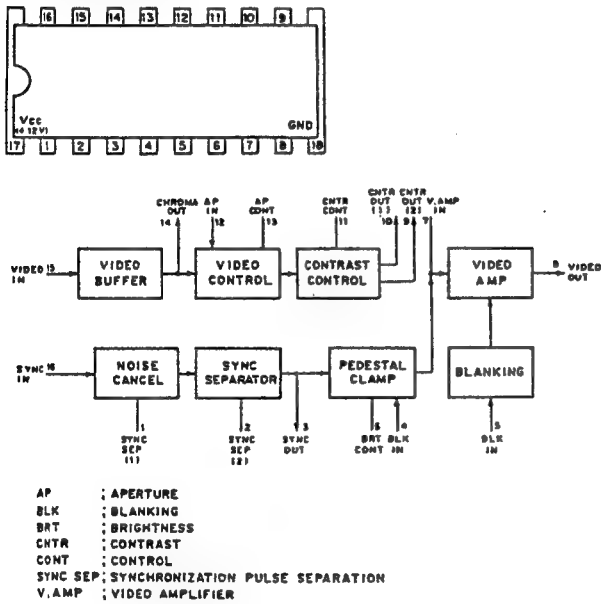 16 15 14 13 12 11 10 9
VCC
(+12V)
GND
17 1 2 3 4 5 6 7 8 18
CHROMA OUT
14
AP IN
12
AP CONT
13
CNTR CONT
11
CNTR OUT (1)
10
CNTR OUT (2)
9
V.AMP IN
7
VIDEO IN
15
VIDEO BUFFER
VIDEO CONTROL
CONTRAST CONTROL
VIDEO AMP
8
VIDEO OUT
SYNC IN
16
NOISE CANCEL
SYNC SEPARATOR
PEDESTAL CLAMP
BLANKING
1
SYNC SEP (1)
2
SYNC SEP (2)
3
SYNC OUT
6
BRT CONT
4
BLK IN
5
BLK IN
AP ; APERTURE
BLK ; BLANKING
BRT ; BRIGHTNESS
CNTR ; CONTRAST
CONT ; CONTROL
SYNC SEP ; SYNCHRONIZATION PULSE SEPARATION
V.AMP ; VIDEO AMPLIFIER